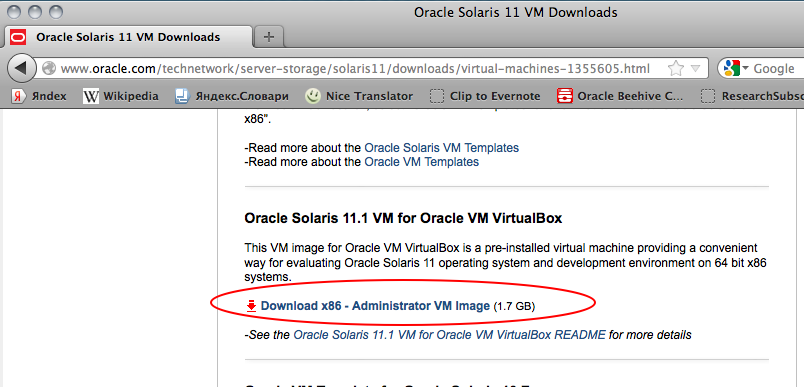 Oracle Solaris 11 VM Downloads
Oracle Solaris 11 VM Downloads
www.oracle.com/technetwork/server-storage/solaris11/downloads/virtual-machines-1355605.html
Google
Яndex
Wikipedia
Яндекс.Словари
Nice Translator
Clip to Evernote
Oracle Beehive C...
ResearchSubsc
x86".
-Read more about the Oracle Solaris VM Templates
-Read more about the Oracle VM Templates
Oracle Solaris 11.1 VM for Oracle VM VirtualBox
This VM image for Oracle VM VirtualBox is a pre-installed virtual machine providing a convenient
way for evaluating Oracle Solaris 11 operating system and development environment on 64 bit x86
systems.
Download x86 - Administrator VM Image (1.7 GB)
-See the Oracle Solaris 11.1 VM for Oracle VM VirtualBox README for more details